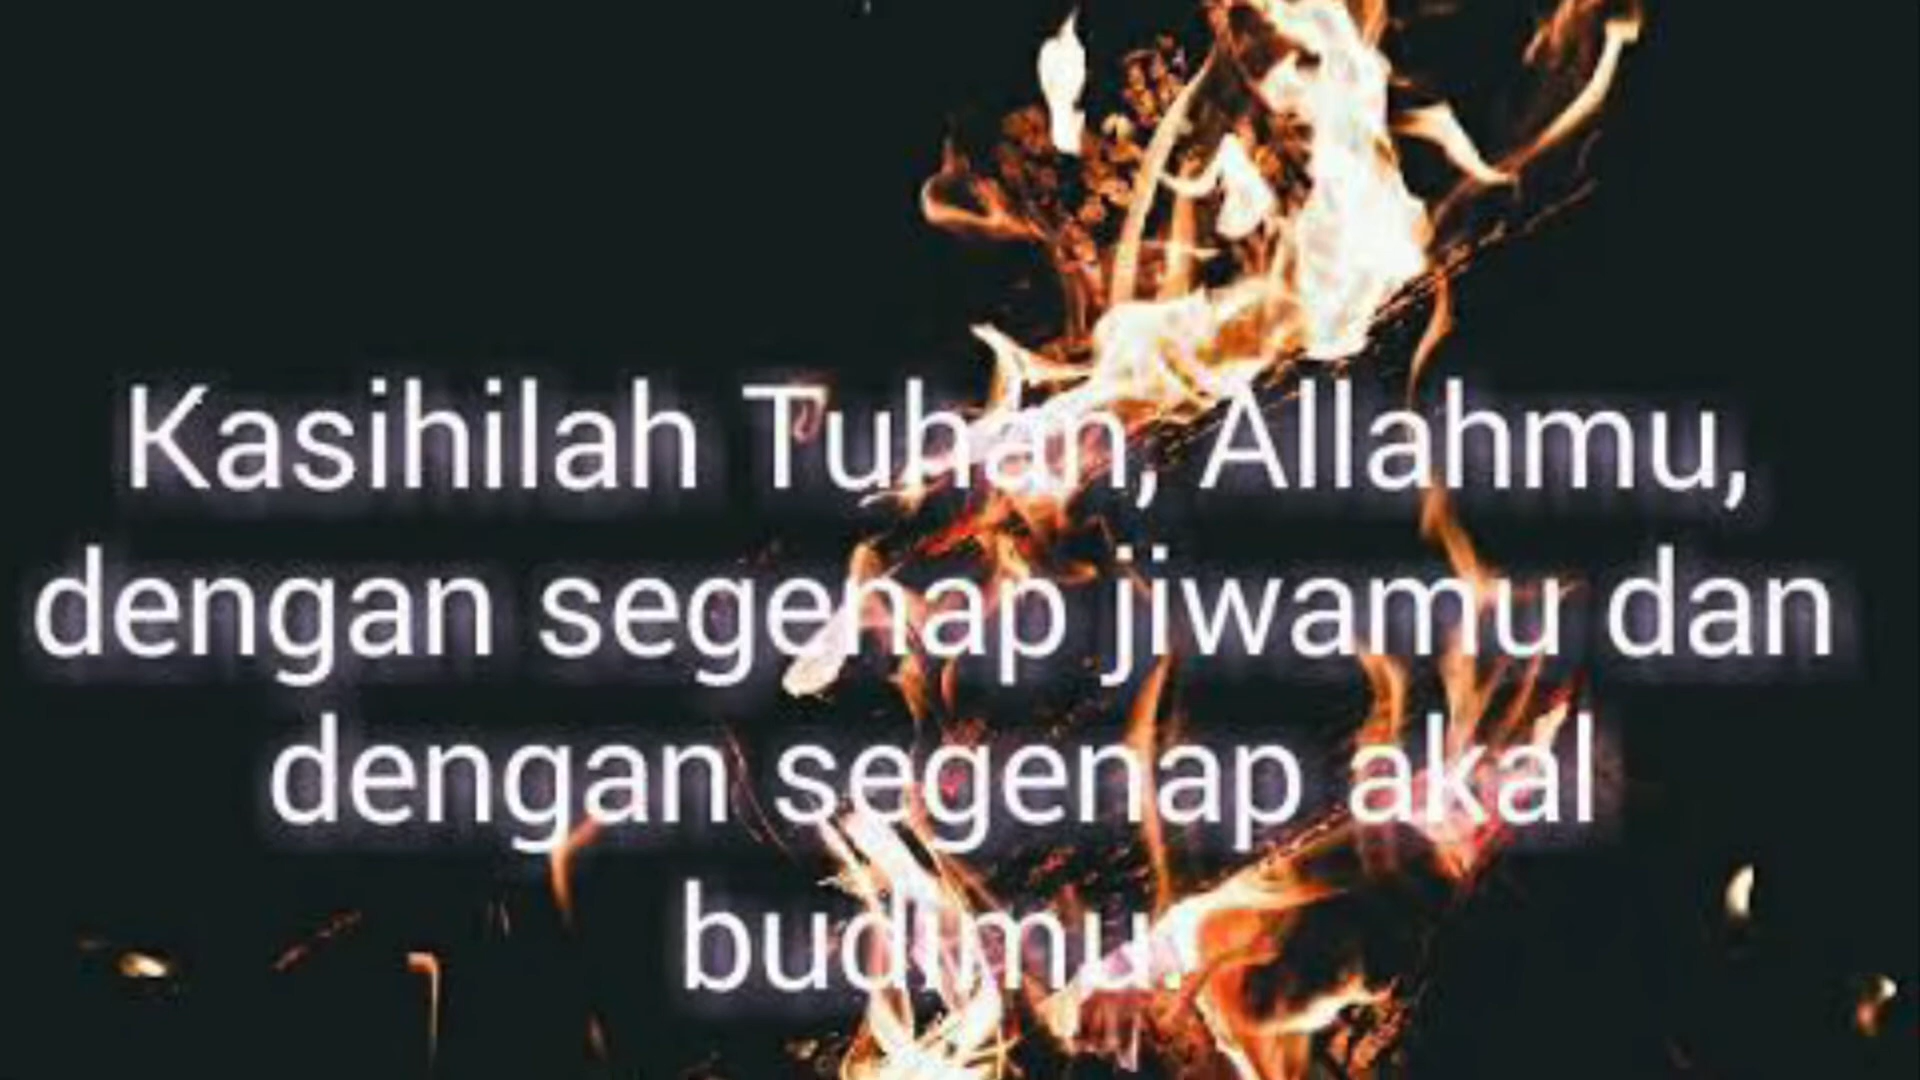 Kasihilah Tuhan, Allahmu,
dengan segenap jiwamu dan
dengan segenap akal
budimu.